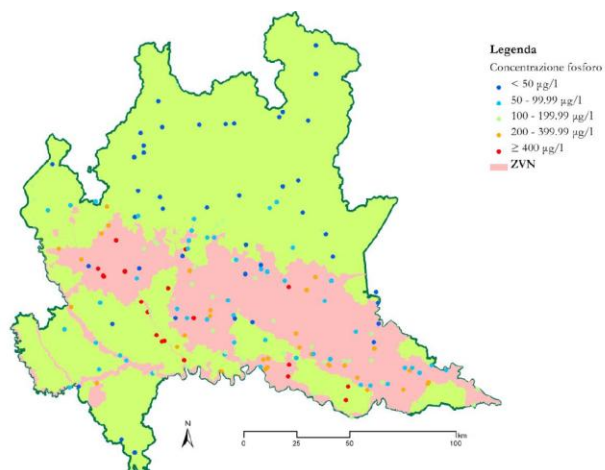 Legenda
Concentrazione fosforo
< 50 µg/l
50 - 99.99 µg/l
100 - 199.99 µg/l
200 - 399.99 µg/l
≥ 400 µg/l
ZVN
N
km
0 25 50 100